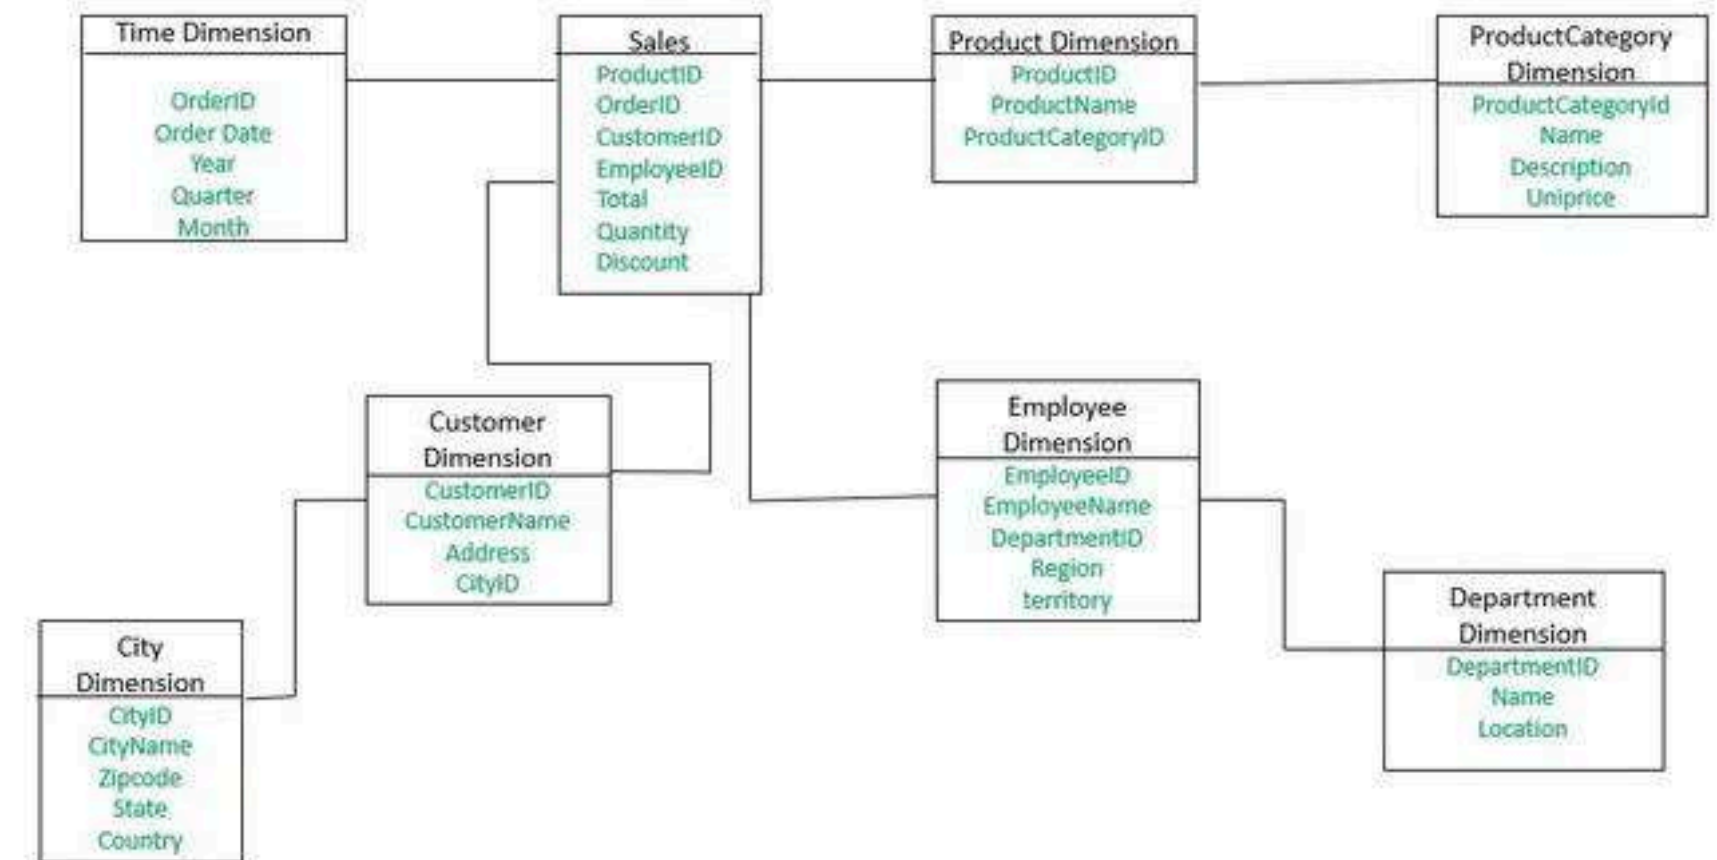 Time Dimension
OrderID
Order Date
Year
Quarter
Month
Sales
ProductID
OrderID
CustomerID
EmployeeID
Total
Quantity
Discount
Product Dimension
ProductID
ProductName
ProductCategoryID
ProductCategory
Dimension
ProductCategoryId
Name
Description
Uniprice
Customer
Dimension
CustomerID
CustomerName
Address
CityID
Employee
Dimension
EmployeeID
EmployeeName
DepartmentID
Region
territory
City
Dimension
CityID
CityName
Zipcode
State
Country
Department
Dimension
DepartmentID
Name
Location